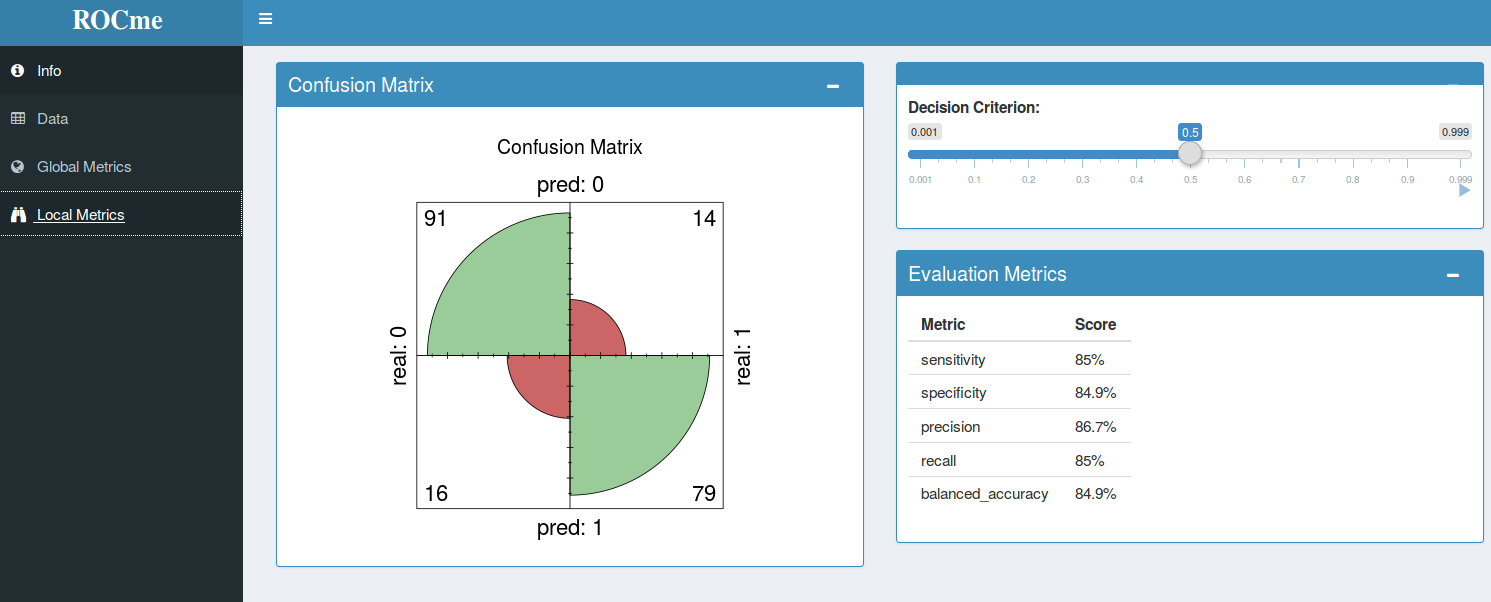 ROCme
Info
Data
Global Metrics
Local Metrics
Confusion Matrix
Confusion Matrix
pred: 0
91
14
real: 0
real: 1
16
79
pred: 1
Decision Criterion:
0.001
0.5
0.999
0.001 0.1 0.2 0.3 0.4 0.5 0.6 0.7 0.8 0.9 0.999
Evaluation Metrics
Metric Score
sensitivity 85%
specificity 84.9%
precision 86.7%
recall 85%
balanced_accuracy 84.9%